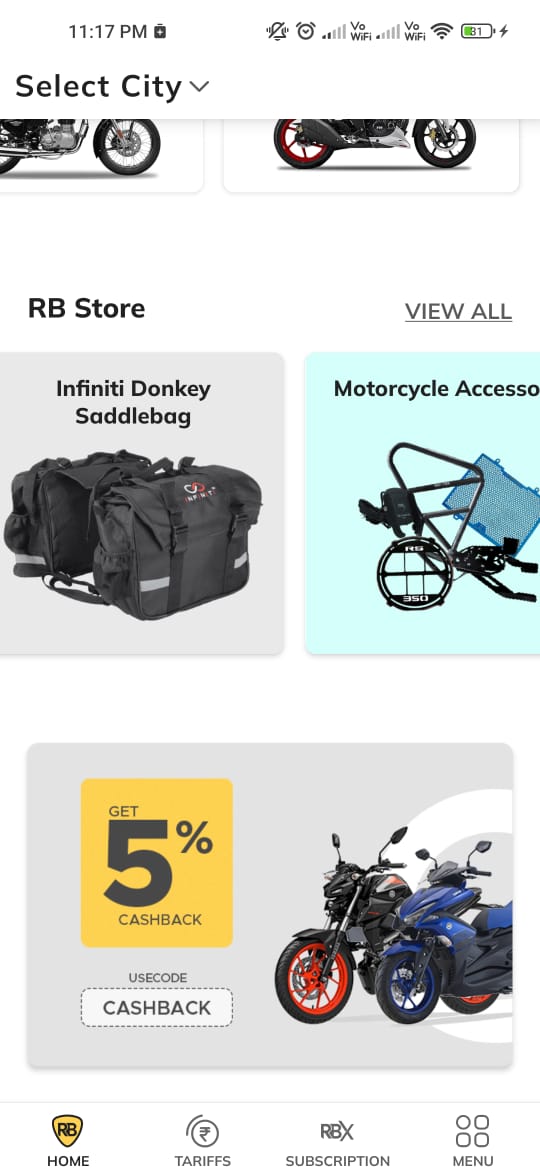 11:17 PM
Vo WiFi
Vo WiFi
31
Select City
RB Store
VIEW ALL
Infiniti Donkey
Saddlebag
INFINITI
Motorcycle Accesso
RS
350
GET
5%
CASHBACK
USECODE
CASHBACK
RB
RBX
HOME
TARIFFS
SUBSCRIPTION
MENU